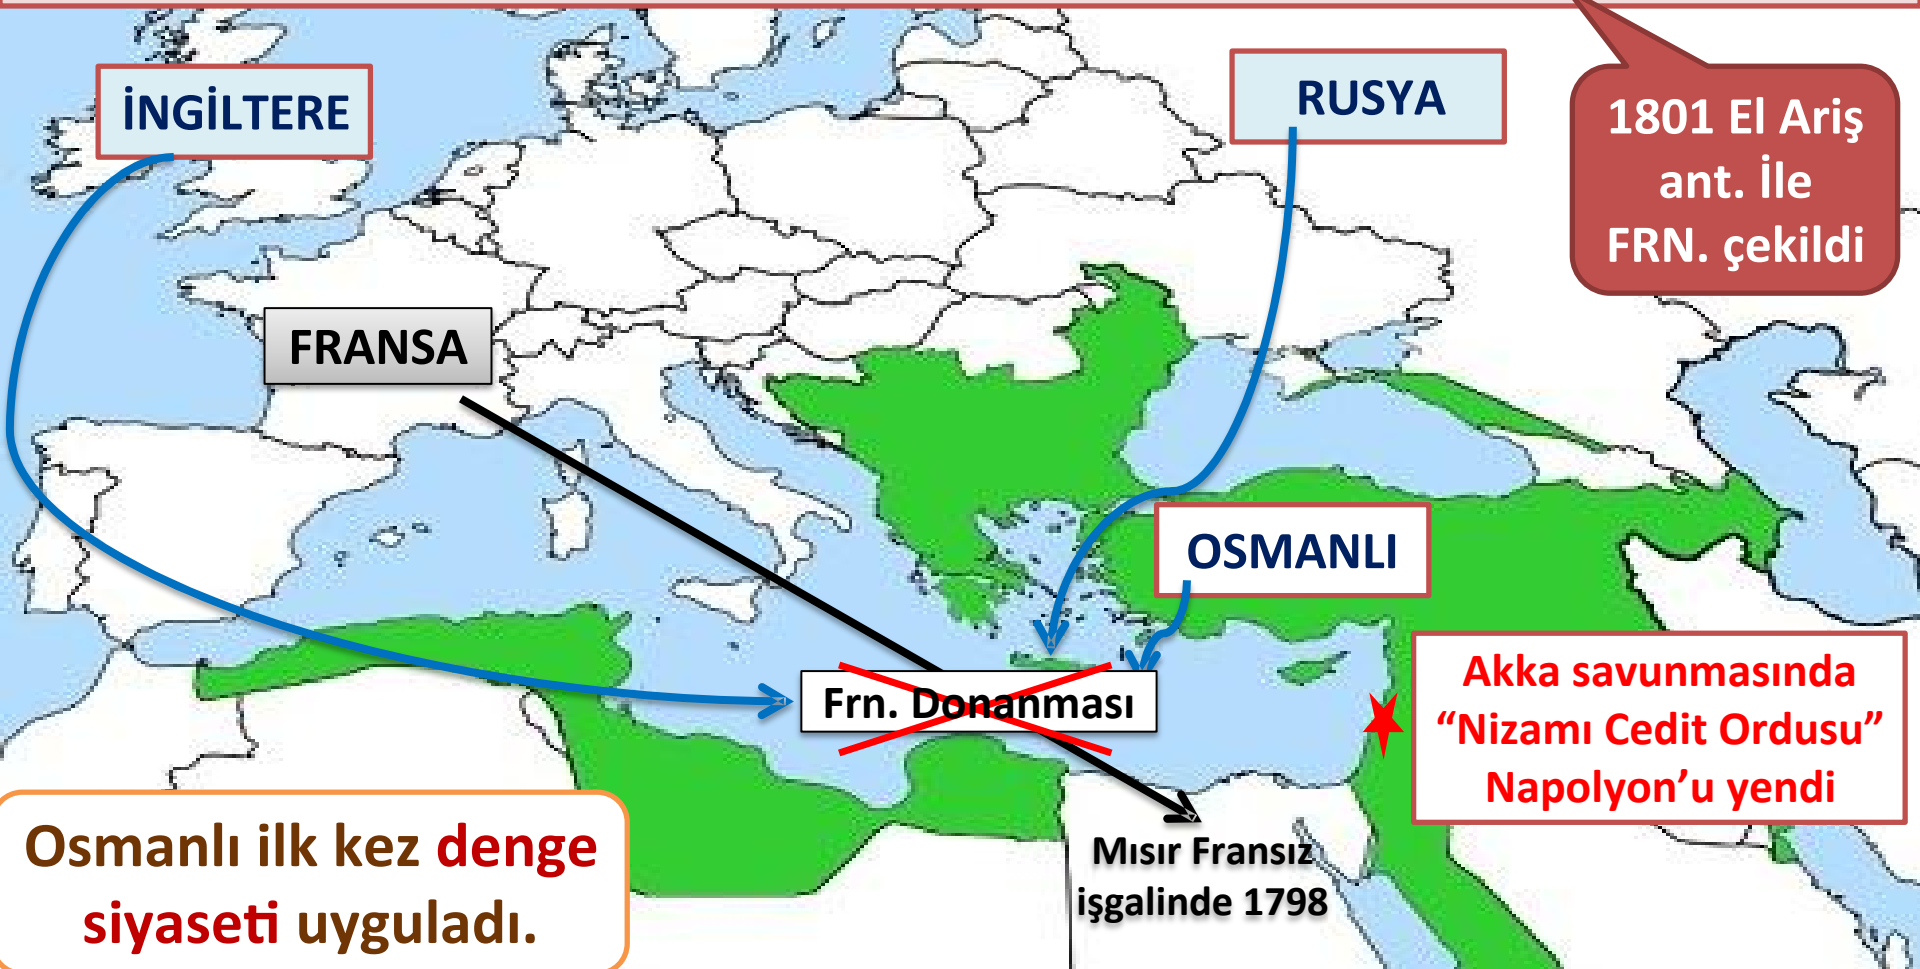 İNGİLTERE
RUSYA
1801 El Ariş
ant. İle
FRN. çekildi
FRANSA
OSMANLI
Frn. Donanması
Akka savunmasında
“Nizamı Cedit Ordusu”
Napolyon’u yendi
Mısır Fransız
işgalinde 1798
Osmanlı ilk kez denge
siyaseti uyguladı.